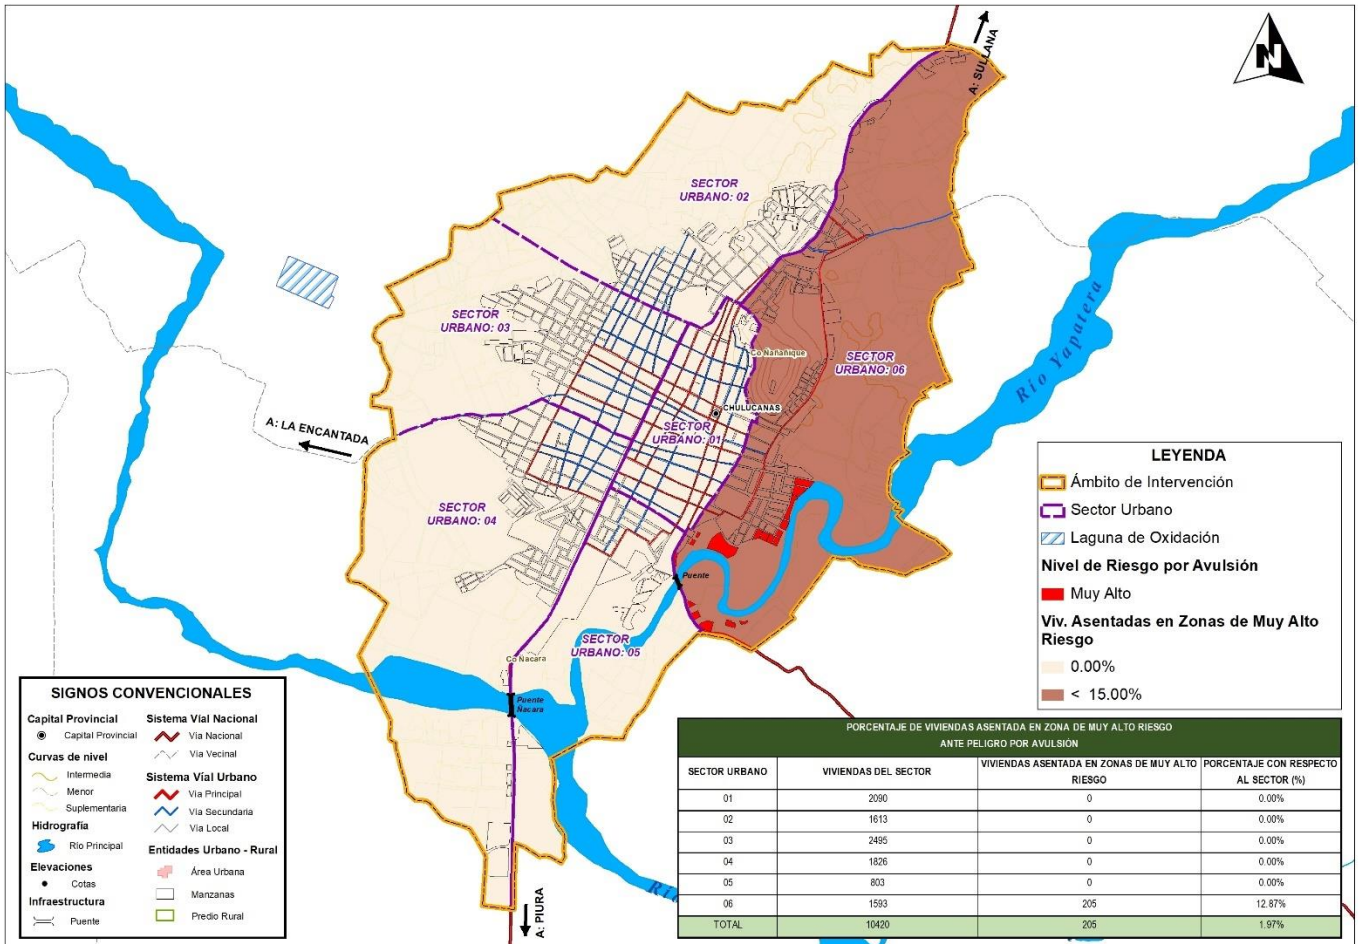 N
A: SULLANA
SECTOR
URBANO: 02
SECTOR
URBANO: 03
Co Ñañañique
SECTOR
URBANO: 06
Río Yapatera
CHULUCANAS
SECTOR
URBANO: 01
A: LA ENCANTADA
SECTOR
URBANO: 04
Puente
SECTOR
URBANO: 05
Co Nacara
Puente
Ñacara
A: PIURA
LEYENDA
Ámbito de Intervención
Sector Urbano
Laguna de Oxidación
Nivel de Riesgo por Avulsión
Muy Alto
Viv. Asentadas en Zonas de Muy Alto
Riesgo
0.00%
< 15.00%
SIGNOS CONVENCIONALES
Capital Provincial
Capital Provincial
Curvas de nivel
Intermedia
Menor
Suplementaria
Hidrografía
Río Principal
Elevaciones
Cotas
Infraestructura
Puente
Sistema Vial Nacional
Via Nacional
Via Vecinal
Sistema Víal Urbano
Via Principal
Via Secundaria
Via Local
Entidades Urbano - Rural
Área Urbana
Manzanas
Predio Rural
PORCENTAJE DE VIVIENDAS ASENTADA EN ZONA DE MUY ALTO RIESGO
ANTE PELIGRO POR AVULSIÓN
SECTOR URBANO VIVIENDAS DEL SECTOR VIVIENDAS ASENTADA EN ZONAS DE MUY ALTO RIESGO PORCENTAJE CON RESPECTO AL SECTOR (%)
01 2090 0 0.00%
02 1613 0 0.00%
03 2495 0 0.00%
04 1826 0 0.00%
05 803 0 0.00%
06 1593 205 12.87%
TOTAL 10420 205 1.97%